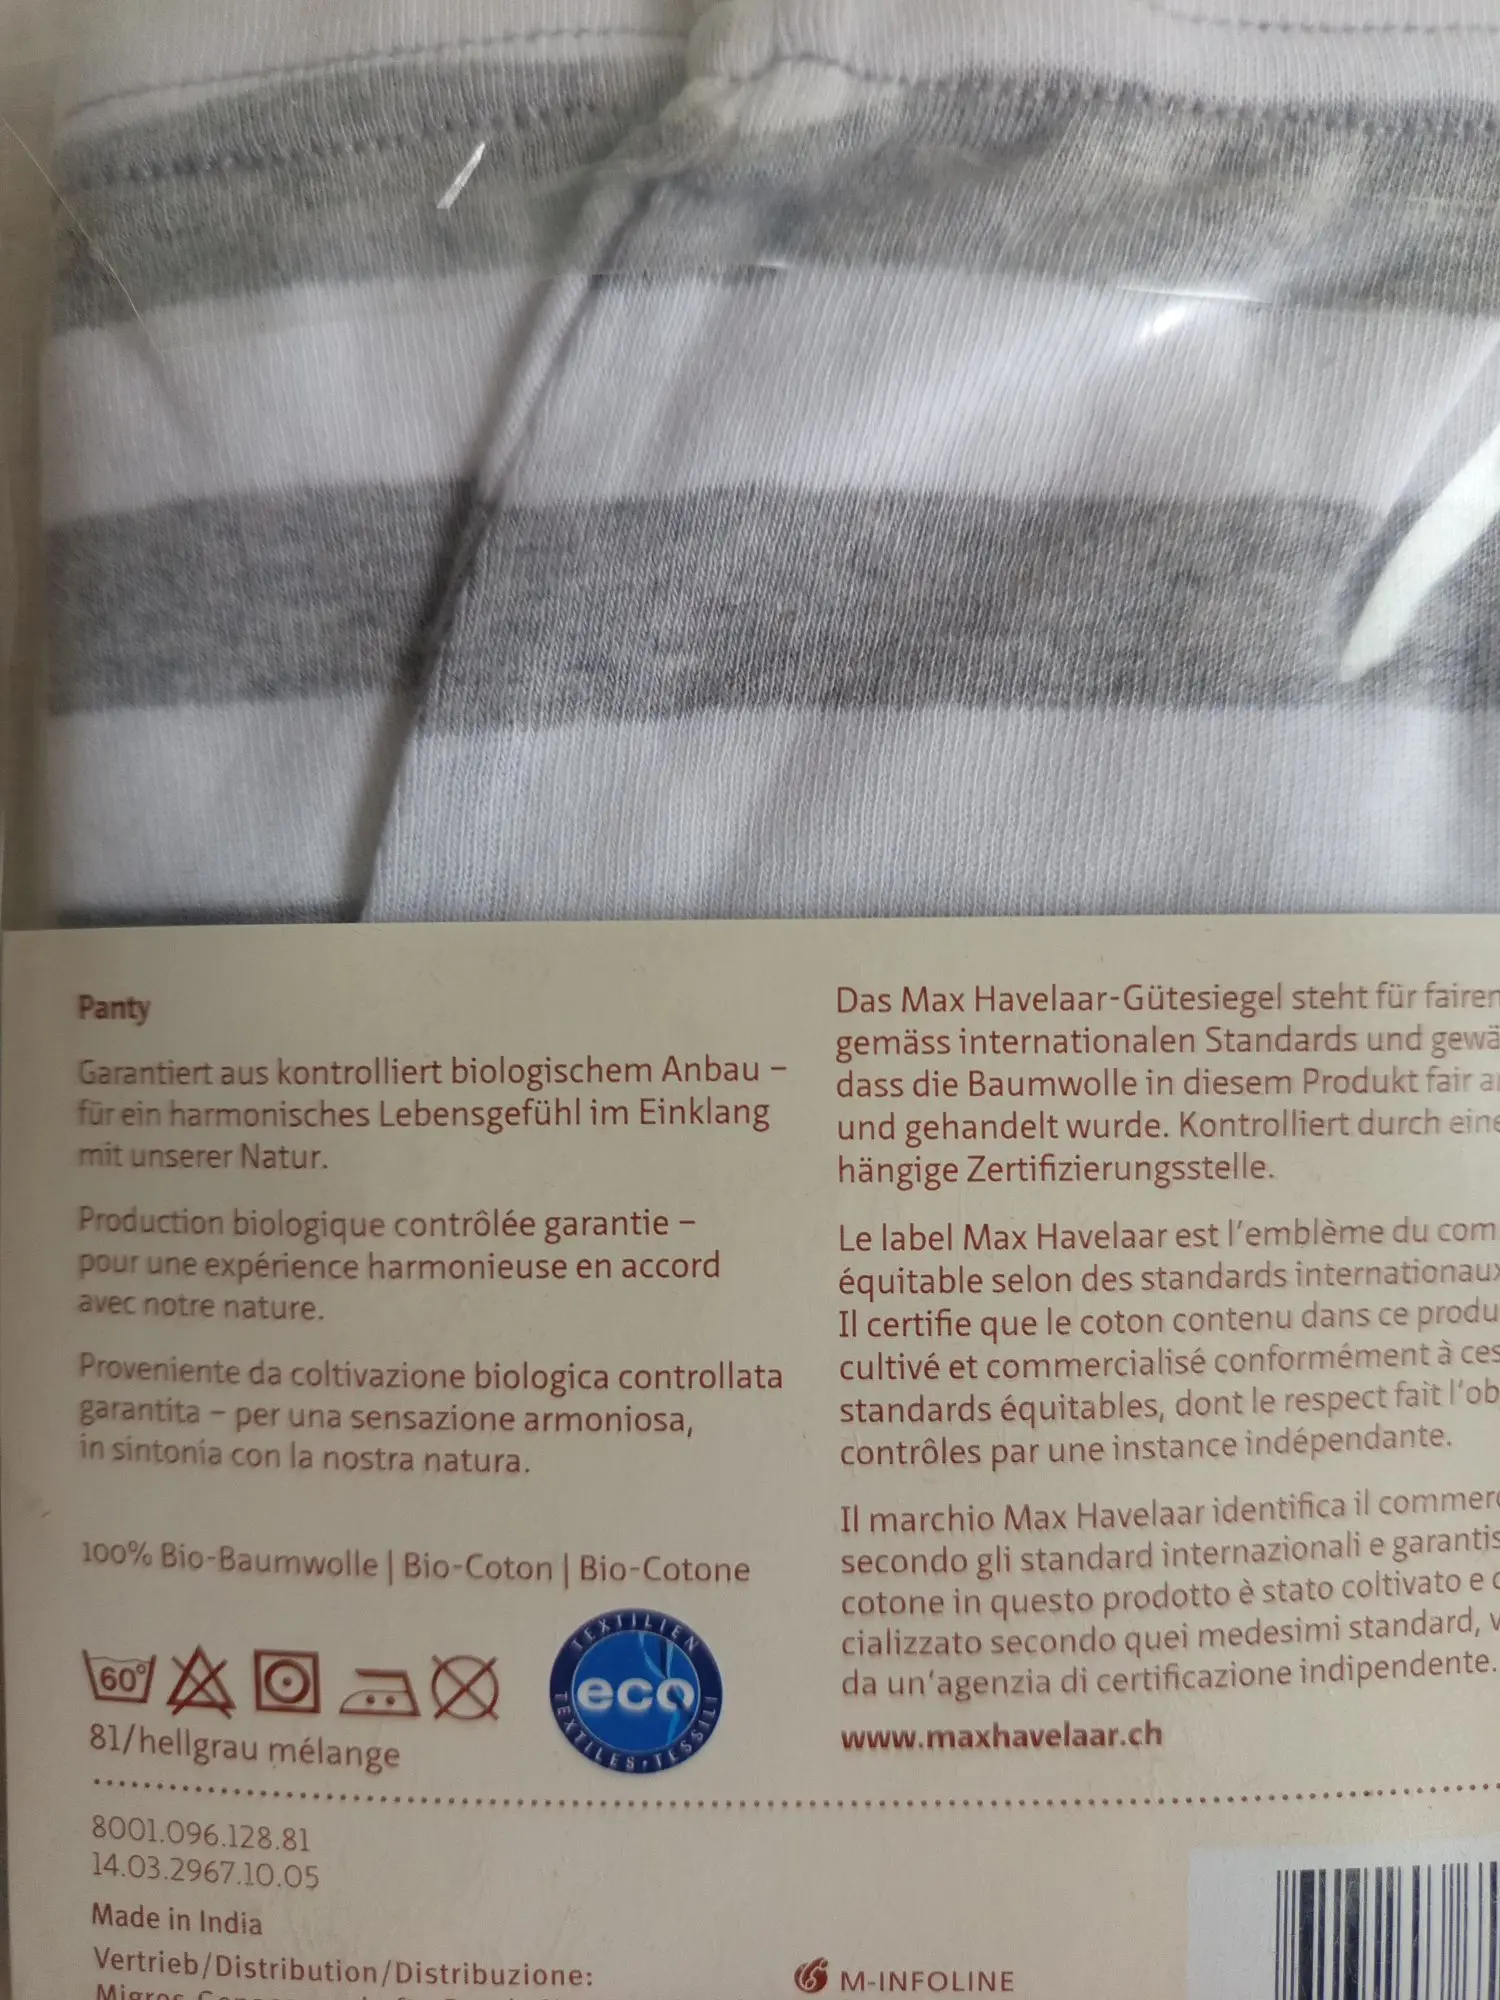 Panty
Garantiert aus kontrolliert biologischem Anbau –
für ein harmonisches Lebensgefühl im Einklang
mit unserer Natur.
Production biologique contrôlée garantie –
pour une expérience harmonieuse en accord
avec notre nature.
Proveniente da coltivazione biologica controllata
garantita – per una sensazione armoniosa,
in sintonia con la nostra natura.
100% Bio-Baumwolle | Bio-Coton | Bio-Cotone
60°
TEXTILIEN
eco
TEXTILES · TESSILI
81/hellgrau mélange
Das Max Havelaar-Gütesiegel steht für fairen
gemäss internationalen Standards und gewä
dass die Baumwolle in diesem Produkt fair a
und gehandelt wurde. Kontrolliert durch eine
hängige Zertifizierungsstelle.
Le label Max Havelaar est l'emblème du com
équitable selon des standards internationaux
Il certifie que le coton contenu dans ce produ
cultivé et commercialisé conformément à ces
standards équitables, dont le respect fait l'ob
contrôles par une instance indépendante.
Il marchio Max Havelaar identifica il commerc
secondo gli standard internazionali e garantis
cotone in questo prodotto è stato coltivato e c
cializzato secondo quei medesimi standard, v
da un'agenzia di certificazione indipendente.
www.maxhavelaar.ch
8001.096.128.81
14.03.2967.10.05
Made in India
Vertrieb/Distribution/Distribuzione:
Migros
M-INFOLINE